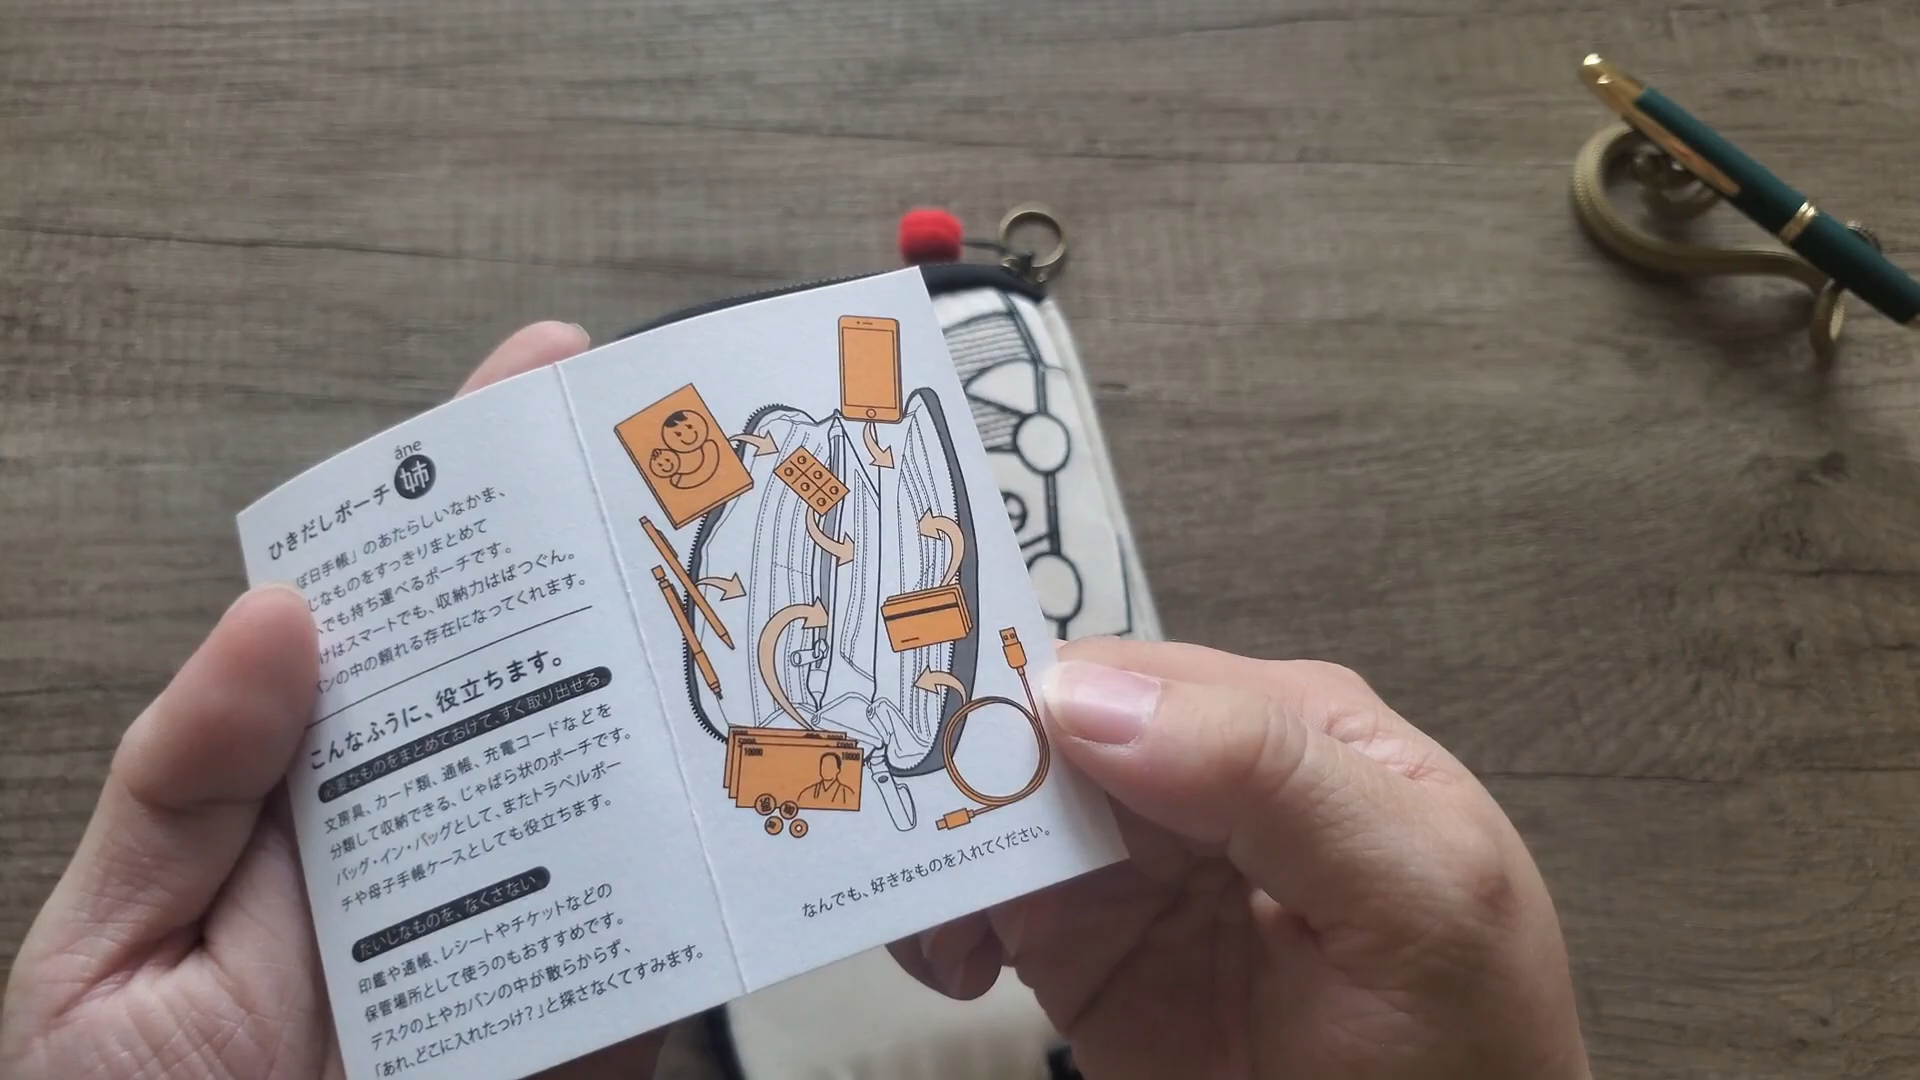 áne
ひきだしポーチ 姉
ぼ日手帳」のあたらしいなかま、
じなものをすっきりまとめて
でも持ち運べるポーチです。
けはスマートでも、収納力はばつぐん。
バンの中の頼れる存在になってくれます。
こんなふうに、役立ちます。
必要なものをまとめておけて、すぐ取り出せる。
文房具、カード類、通帳、充電コードなどを
分類して収納できる、じゃばら状のポーチです。
バッグ・イン・バッグとして、またトラベルポー
チや母子手帳ケースとしても役立ちます。
だいじなものを、なくさない。
印鑑や通帳、レシートやチケットなどの
保管場所として使うのもおすすめです。
デスクの上やカバンの中が散らからず、
「あれ、どこに入れたっけ？」と探さなくてすみます。
10000
10000
なんでも、好きなものを入れてください。